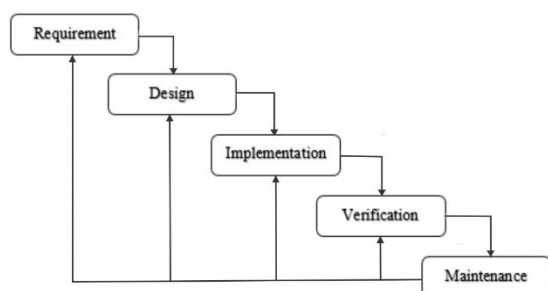 Requirement
Design
Implementation
Verification
Maintenance